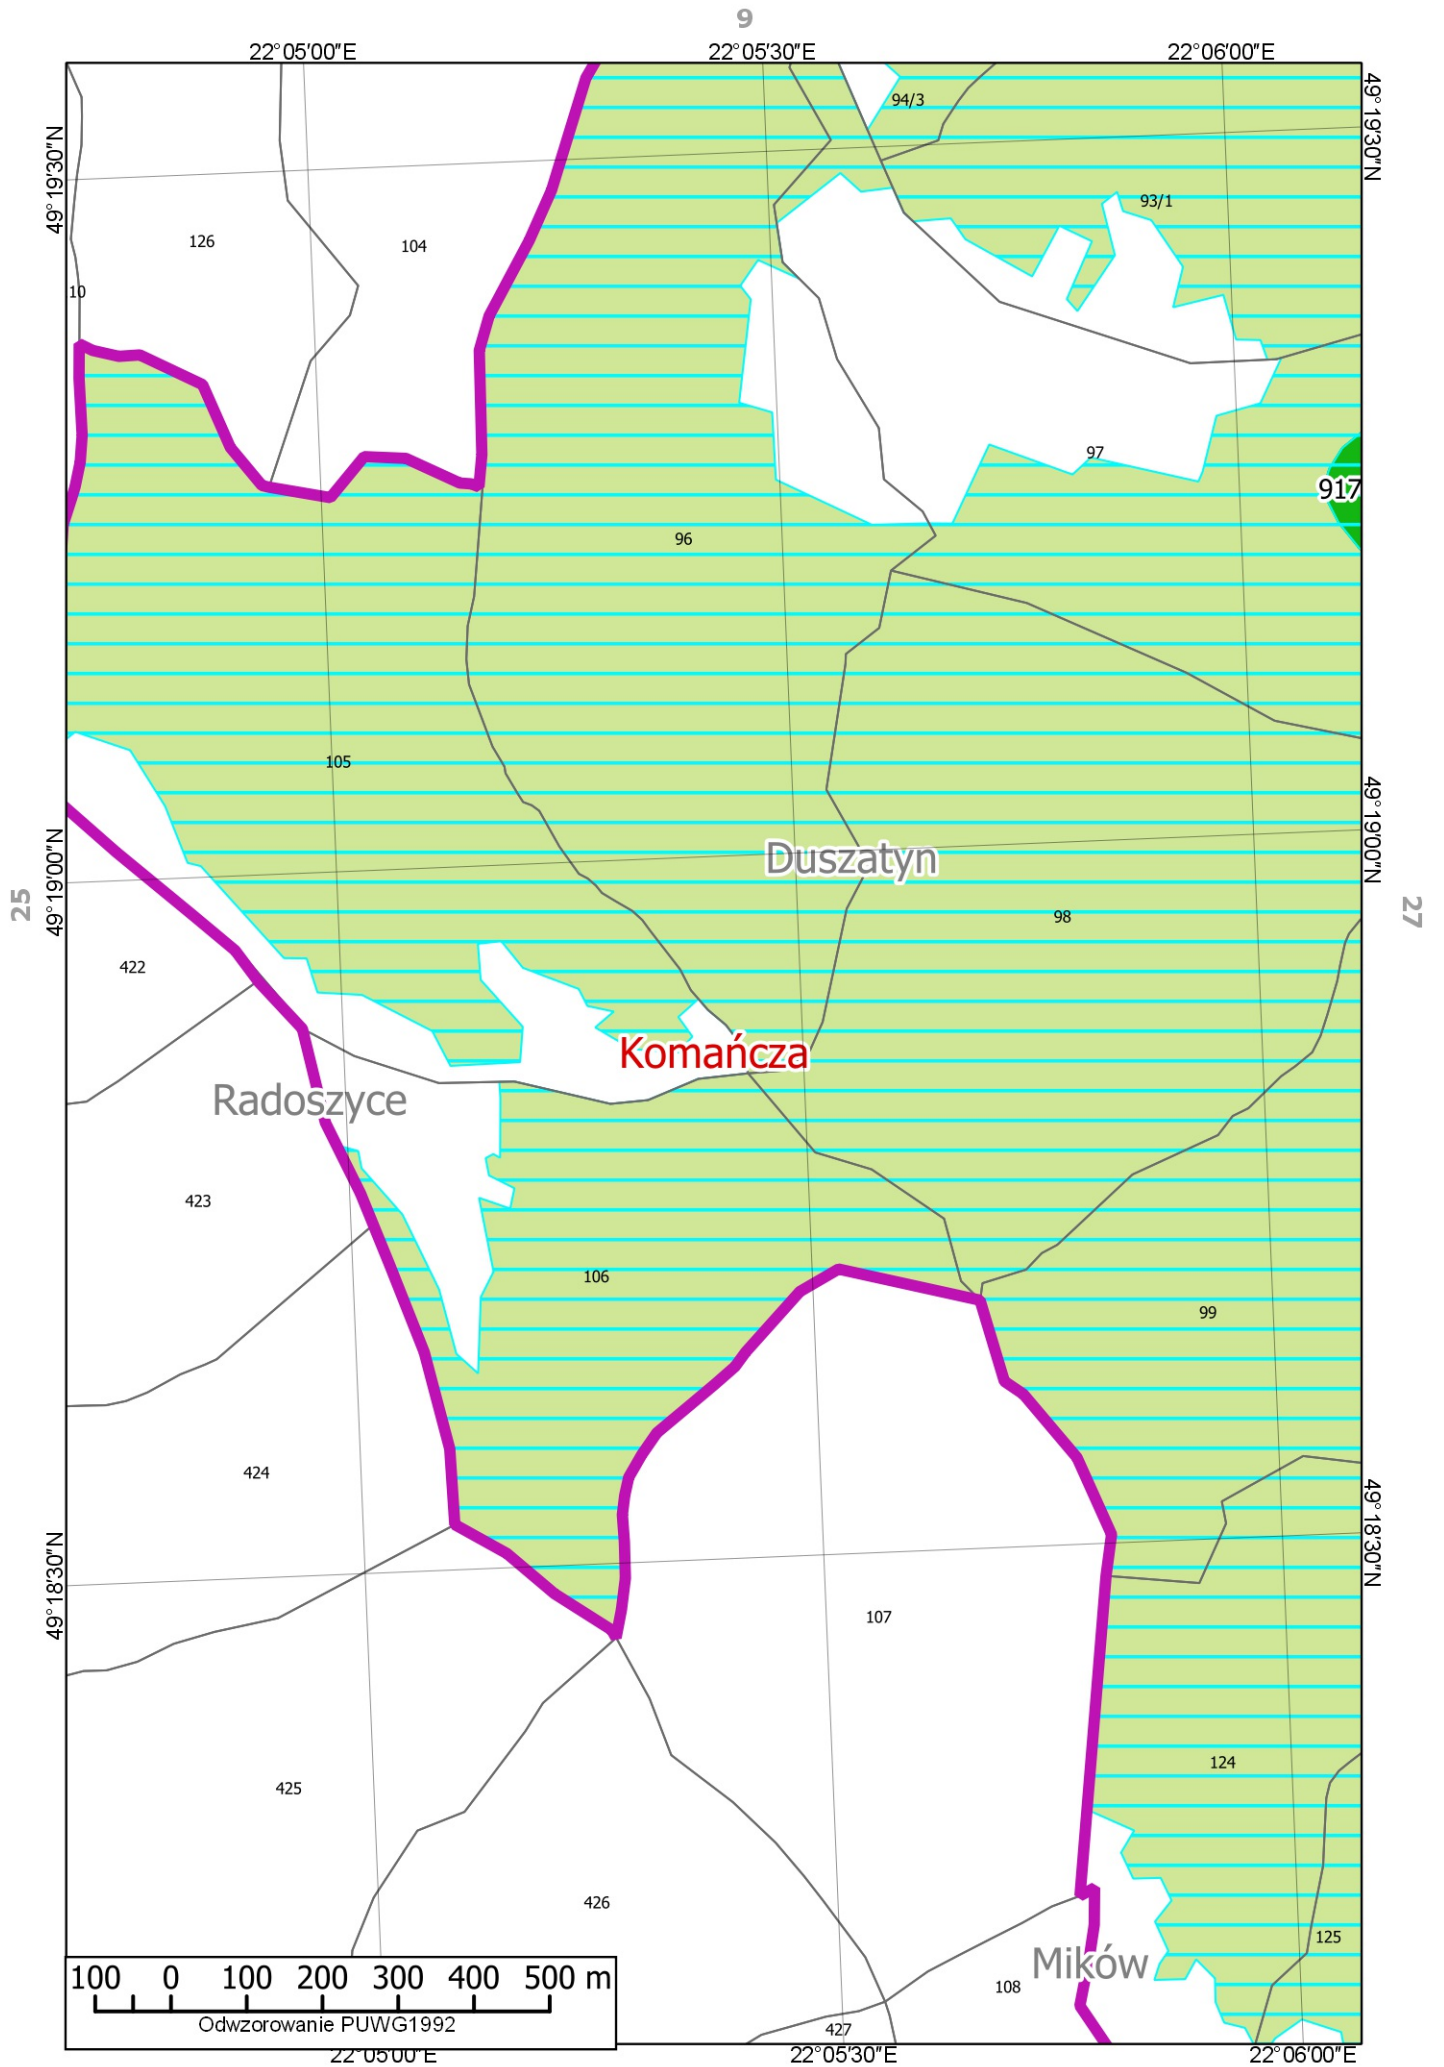 9
22°05'00"E 22°05'30"E 22°06'00"E
49°19'30"N
49°19'30"N
94/3
93/1
126
104
10
97
917
96
105
Duszatyn
49°19'00"N
49°19'00"N
25
27
98
422
Komańcza
Radoszyce
423
106
99
424
49°18'30"N
49°18'30"N
107
124
425
426
125
Mików
108
427
100 0 100 200 300 400 500 m
Odwzorowanie PUWG1992
22°05'00"E 22°05'30"E 22°06'00"E